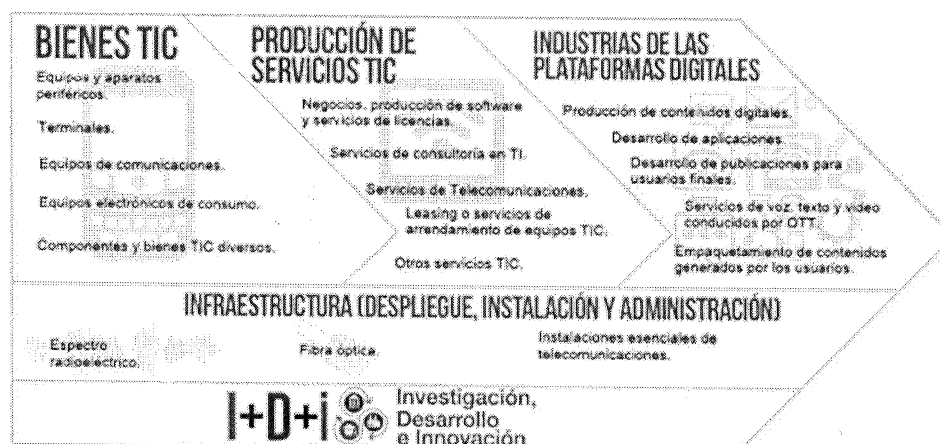 BIENES TIC
Equipos y aparatos
periféricos.
Terminales.
Equipos de comunicaciones.
Equipos electrónicos de consumo.
Componentes y bienes TIC diversos.
PRODUCCIÓN DE
SERVICIOS TIC
Negocios, producción de software
y servicios de licencias.
Servicios de consultoría en TI.
Servicios de Telecomunicaciones.
Leasing o servicios de
arrendamiento de equipos TIC.
Otros servicios TIC.
INDUSTRIAS DE LAS
PLATAFORMAS DIGITALES
Producción de contenidos digitales.
Desarrollo de aplicaciones.
Desarrollo de publicaciones para
usuarios finales.
Servicios de voz, texto y video
conducidos por OTT.
Empaquetamiento de contenidos
generados por los usuarios.
INFRAESTRUCTURA (DESPLIEGUE, INSTALACIÓN Y ADMINISTRACIÓN)
Espectro
radioeléctrico.
Fibra óptica.
Instalaciones esenciales de
telecomunicaciones.
I+D+i
Investigación,
Desarrollo
e Innovación